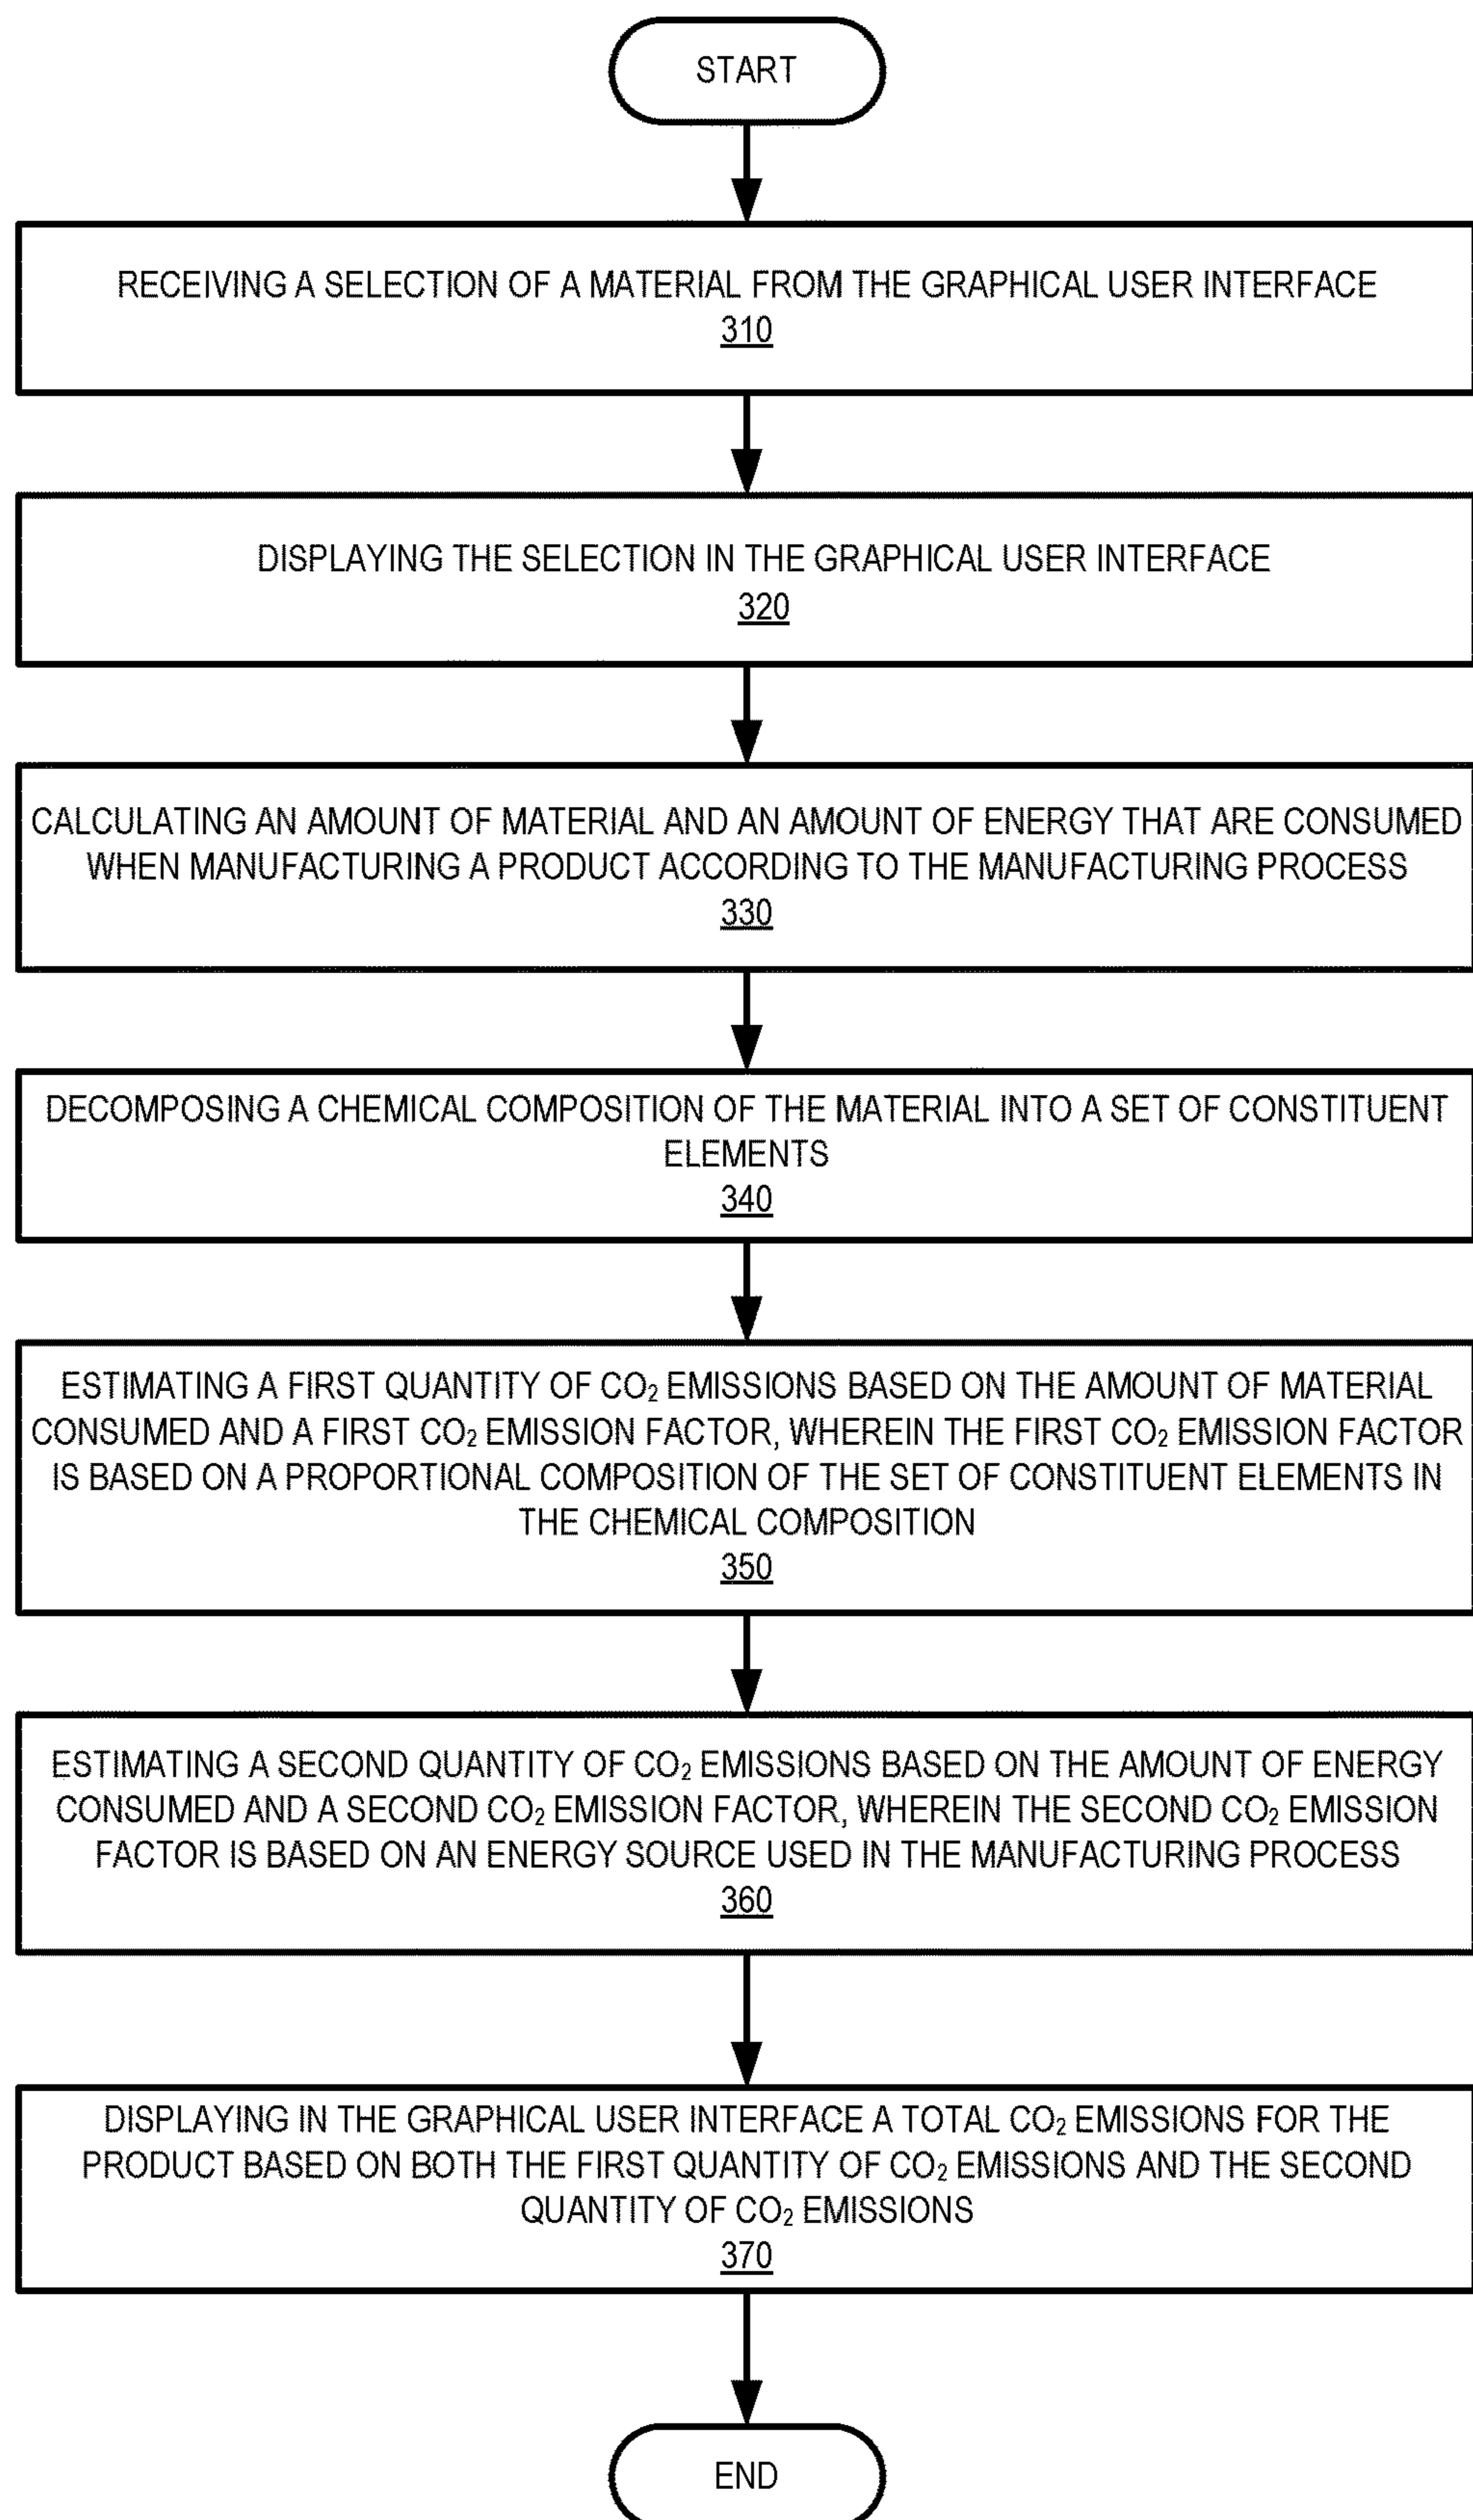 START
RECEIVING A SELECTION OF A MATERIAL FROM THE GRAPHICAL USER INTERFACE
310
DISPLAYING THE SELECTION IN THE GRAPHICAL USER INTERFACE
320
CALCULATING AN AMOUNT OF MATERIAL AND AN AMOUNT OF ENERGY THAT ARE CONSUMED
WHEN MANUFACTURING A PRODUCT ACCORDING TO THE MANUFACTURING PROCESS
330
DECOMPOSING A CHEMICAL COMPOSITION OF THE MATERIAL INTO A SET OF CONSTITUENT
ELEMENTS
340
ESTIMATING A FIRST QUANTITY OF CO₂ EMISSIONS BASED ON THE AMOUNT OF MATERIAL
CONSUMED AND A FIRST CO₂ EMISSION FACTOR, WHEREIN THE FIRST CO₂ EMISSION FACTOR
IS BASED ON A PROPORTIONAL COMPOSITION OF THE SET OF CONSTITUENT ELEMENTS IN
THE CHEMICAL COMPOSITION
350
ESTIMATING A SECOND QUANTITY OF CO₂ EMISSIONS BASED ON THE AMOUNT OF ENERGY
CONSUMED AND A SECOND CO₂ EMISSION FACTOR, WHEREIN THE SECOND CO₂ EMISSION
FACTOR IS BASED ON AN ENERGY SOURCE USED IN THE MANUFACTURING PROCESS
360
DISPLAYING IN THE GRAPHICAL USER INTERFACE A TOTAL CO₂ EMISSIONS FOR THE
PRODUCT BASED ON BOTH THE FIRST QUANTITY OF CO₂ EMISSIONS AND THE SECOND
QUANTITY OF CO₂ EMISSIONS
370
END